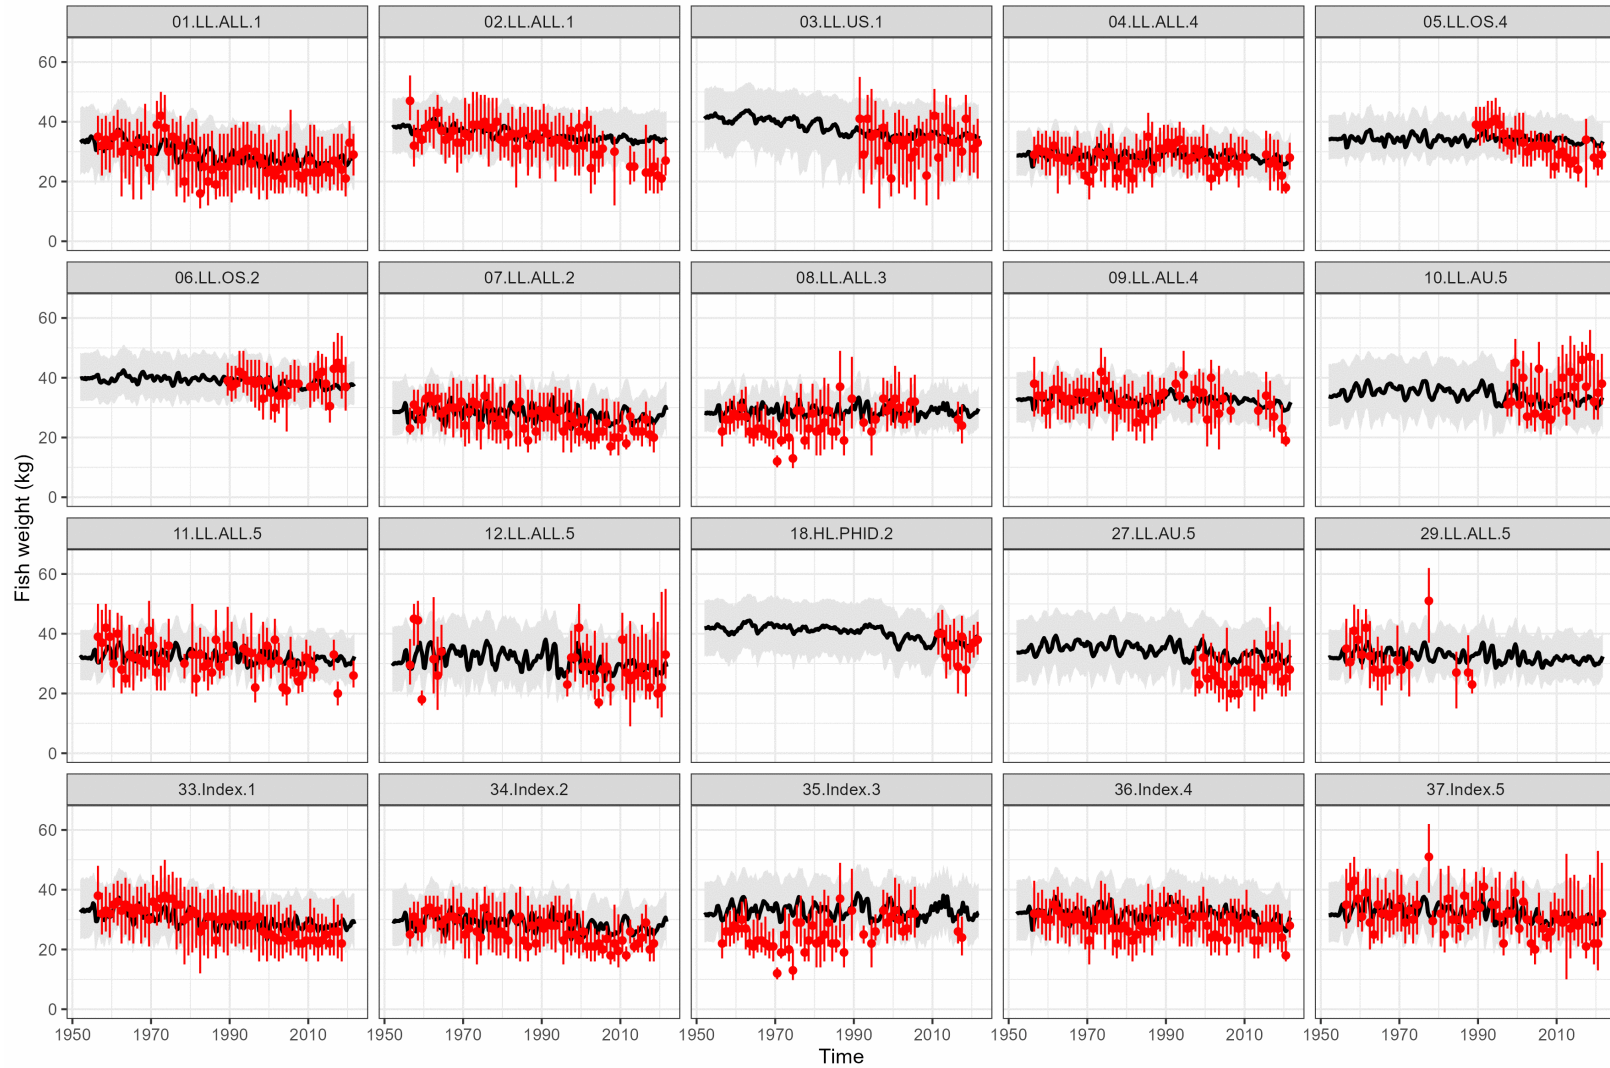 01.LL.ALL.1 02.LL.ALL.1 03.LL.US.1 04.LL.ALL.4 05.LL.OS.4
60
40
20
0
06.LL.OS.2 07.LL.ALL.2 08.LL.ALL.3 09.LL.ALL.4 10.LL.AU.5
60
40
20
0
Fish weight (kg)
11.LL.ALL.5 12.LL.ALL.5 18.HL.PHID.2 27.LL.AU.5 29.LL.ALL.5
60
40
20
0
33.Index.1 34.Index.2 35.Index.3 36.Index.4 37.Index.5
60
40
20
0
1950 1970 1990 2010 1950 1970 1990 2010 1950 1970 1990 2010 1950 1970 1990 2010 1950 1970 1990 2010
Time